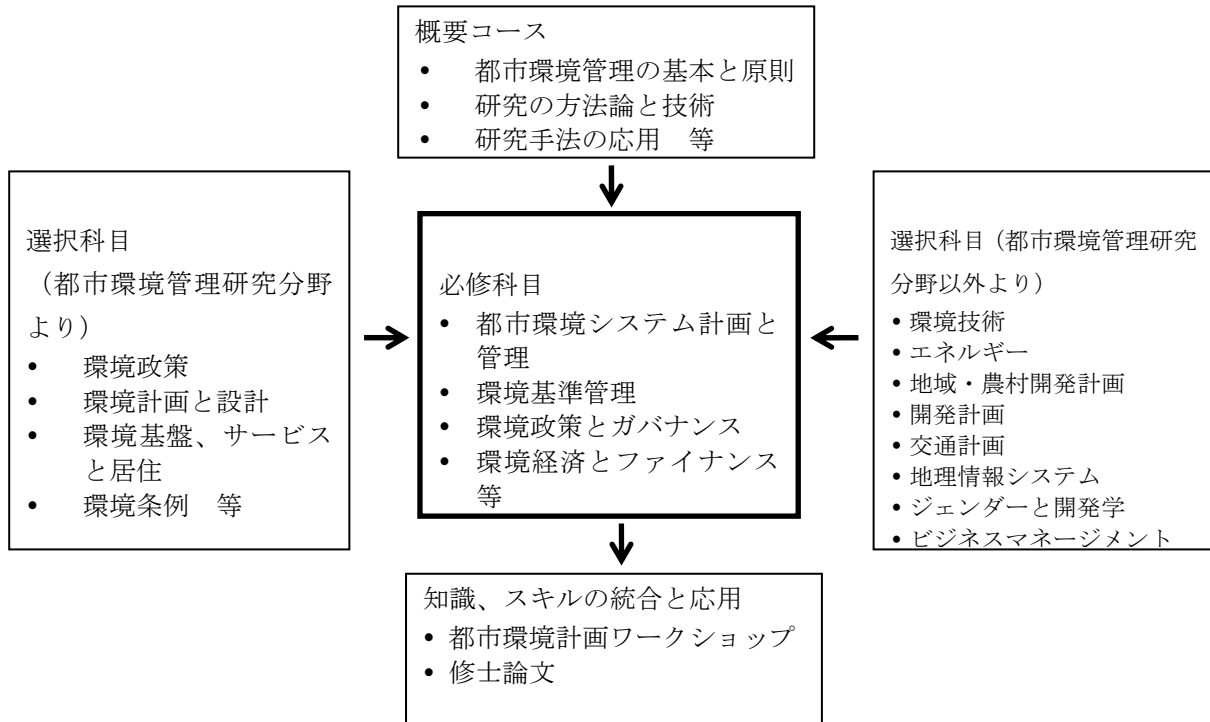 概要コース
• 都市環境管理の基本と原則
• 研究の方法論と技術
• 研究手法の応用　等
選択科目
（都市環境管理研究分野
より）
• 環境政策
• 環境計画と設計
• 環境基盤、サービス
と居住
• 環境条例　等
必修科目
• 都市環境システム計画と
管理
• 環境基準管理
• 環境政策とガバナンス
• 環境経済とファイナンス
等
選択科目（都市環境管理研究
分野以外より）
• 環境技術
• エネルギー
• 地域・農村開発計画
• 開発計画
• 交通計画
• 地理情報システム
• ジェンダーと開発学
• ビジネスマネージメント
知識、スキルの統合と応用
• 都市環境計画ワークショップ
• 修士論文